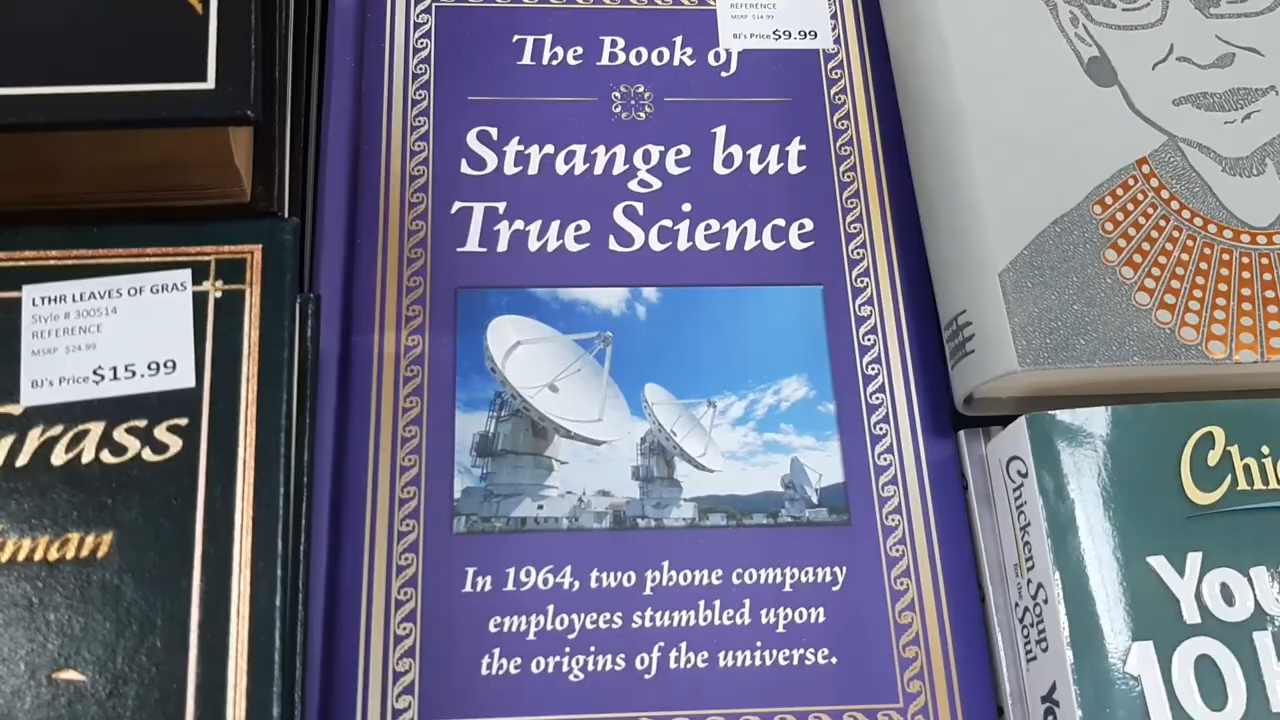 REFERENCE
MSRP $14.99
BJ's Price $9.99
The Book of
Strange but
True Science
In 1964, two phone company
employees stumbled upon
the origins of the universe.
LTHR LEAVES OF GRAS
Style # 300514
REFERENCE
MSRP $24.99
BJ's Price $15.99
Grass
man
Chicken Soup
for the Soul
Chi
You
10